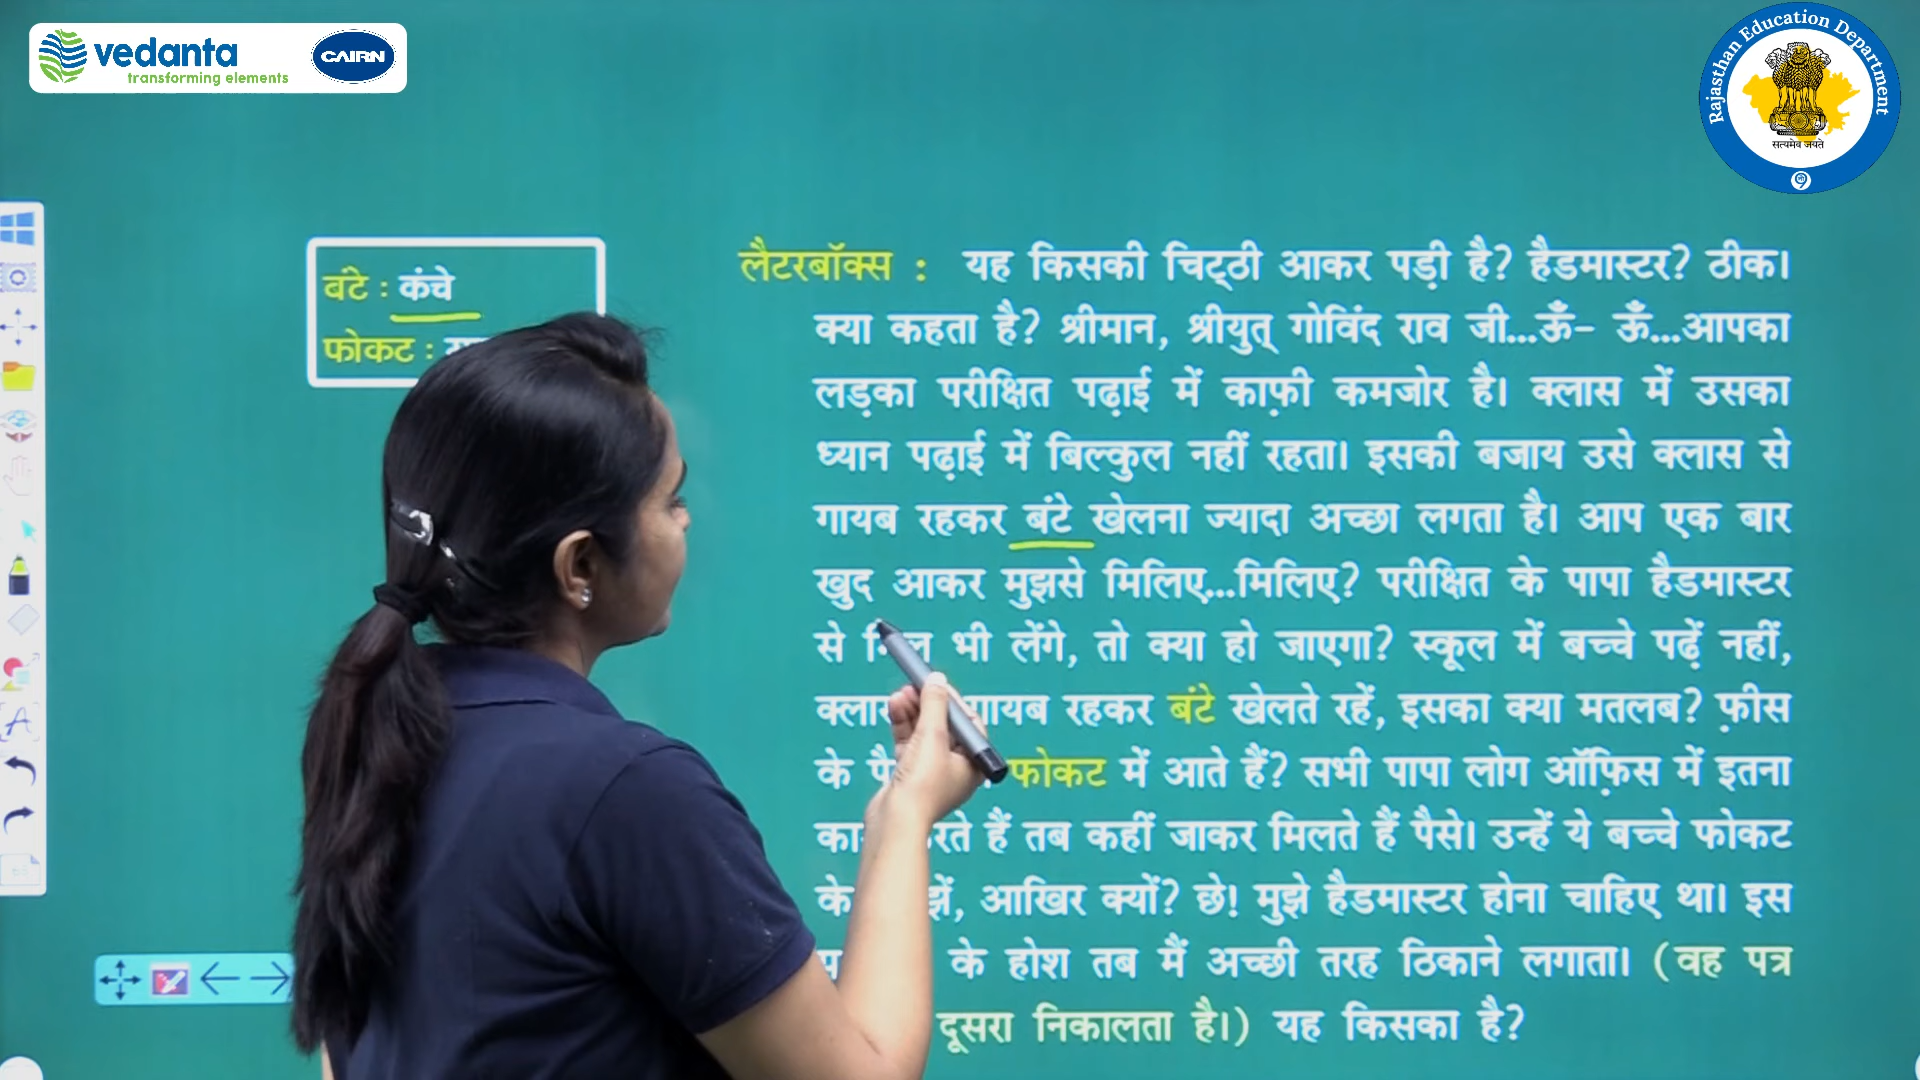 vedanta
transforming elements
CAIRN
Rajasthan Education Department
सत्यमेव जयते
बंटे : कंचे
फोकट :
लैटरबॉक्स : यह किसकी चिट्ठी आकर पड़ी है? हैडमास्टर? ठीक।
क्या कहता है? श्रीमान, श्रीयुत् गोविंद राव जी...ऊँ- ऊँ...आपका
लड़का परीक्षित पढ़ाई में काफ़ी कमजोर है। क्लास में उसका
ध्यान पढ़ाई में बिल्कुल नहीं रहता। इसकी बजाय उसे क्लास से
गायब रहकर बंटे खेलना ज्यादा अच्छा लगता है। आप एक बार
खुद आकर मुझसे मिलिए...मिलिए? परीक्षित के पापा हैडमास्टर
से मिल भी लेंगे, तो क्या हो जाएगा? स्कूल में बच्चे पढ़ें नहीं,
गायब रहकर बंटे खेलते रहें, इसका क्या मतलब? फ़ीस
के फोकट में आते हैं? सभी पापा लोग ऑफ़िस में इतना
हैं तब कहीं जाकर मिलते हैं पैसे। उन्हें ये बच्चे फोकट
के आखिर क्यों? छे! मुझे हैडमास्टर होना चाहिए था। इस
के होश तब मैं अच्छी तरह ठिकाने लगाता। (वह पत्र
दूसरा निकालता है।) यह किसका है?